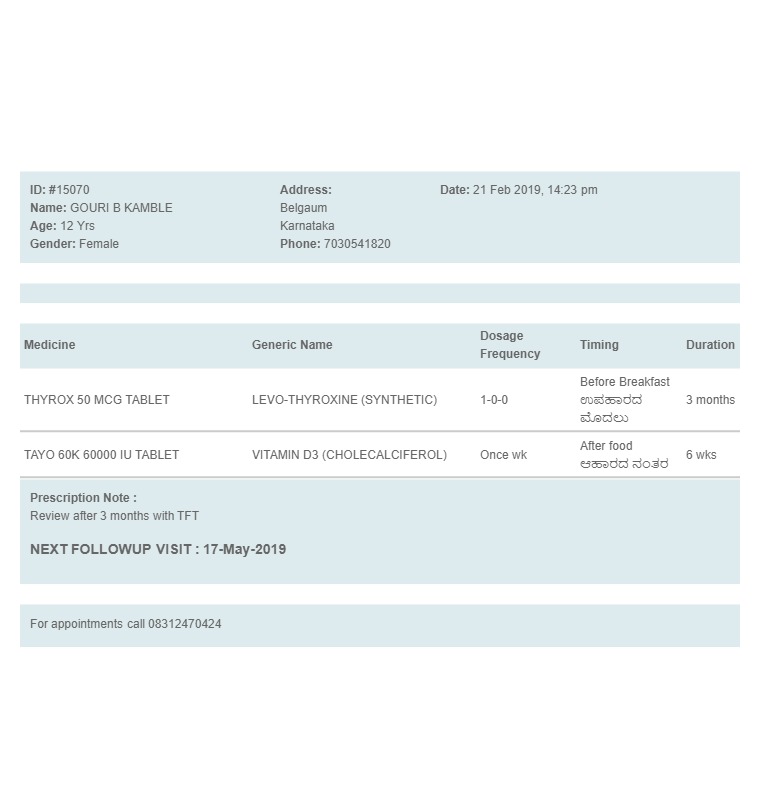 ID: #15070
Name: GOURI B KAMBLE
Age: 12 Yrs
Gender: Female
Address:
Belgaum
Karnataka
Phone: 7030541820
Date: 21 Feb 2019, 14:23 pm
Medicine Generic Name Dosage Frequency Timing Duration
THYROX 50 MCG TABLET LEVO-THYROXINE (SYNTHETIC) 1-0-0 Before Breakfast ಉಪಹಾರದ ಮೊದಲು 3 months
TAYO 60K 60000 IU TABLET VITAMIN D3 (CHOLECALCIFEROL) Once wk After food ಆಹಾರದ ನಂತರ 6 wks
Prescription Note :
Review after 3 months with TFT
NEXT FOLLOWUP VISIT : 17-May-2019
For appointments call 08312470424